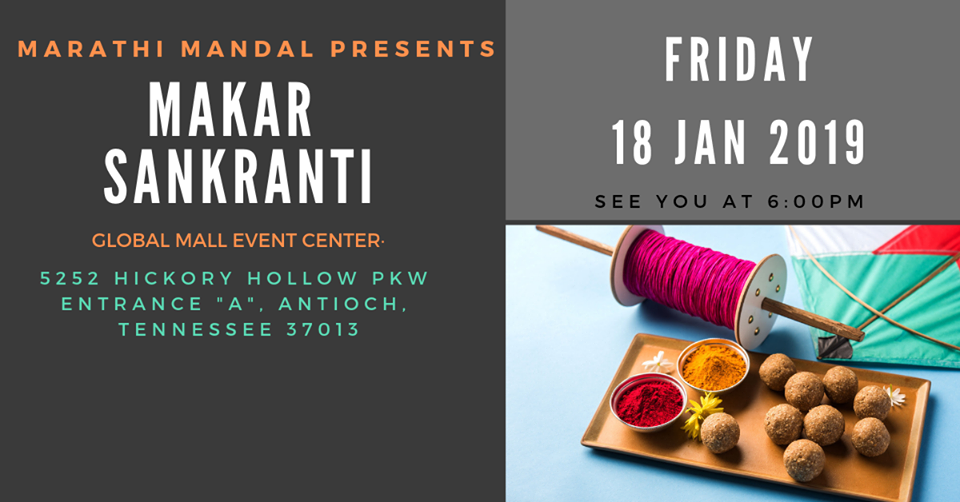 MARATHI MANDAL PRESENTS
MAKAR
SANKRANTI
GLOBAL MALL EVENT CENTER·
5252 HICKORY HOLLOW PKW
ENTRANCE "A", ANTIOCH,
TENNESSEE 37013
FRIDAY
18 JAN 2019
SEE YOU AT 6:00PM